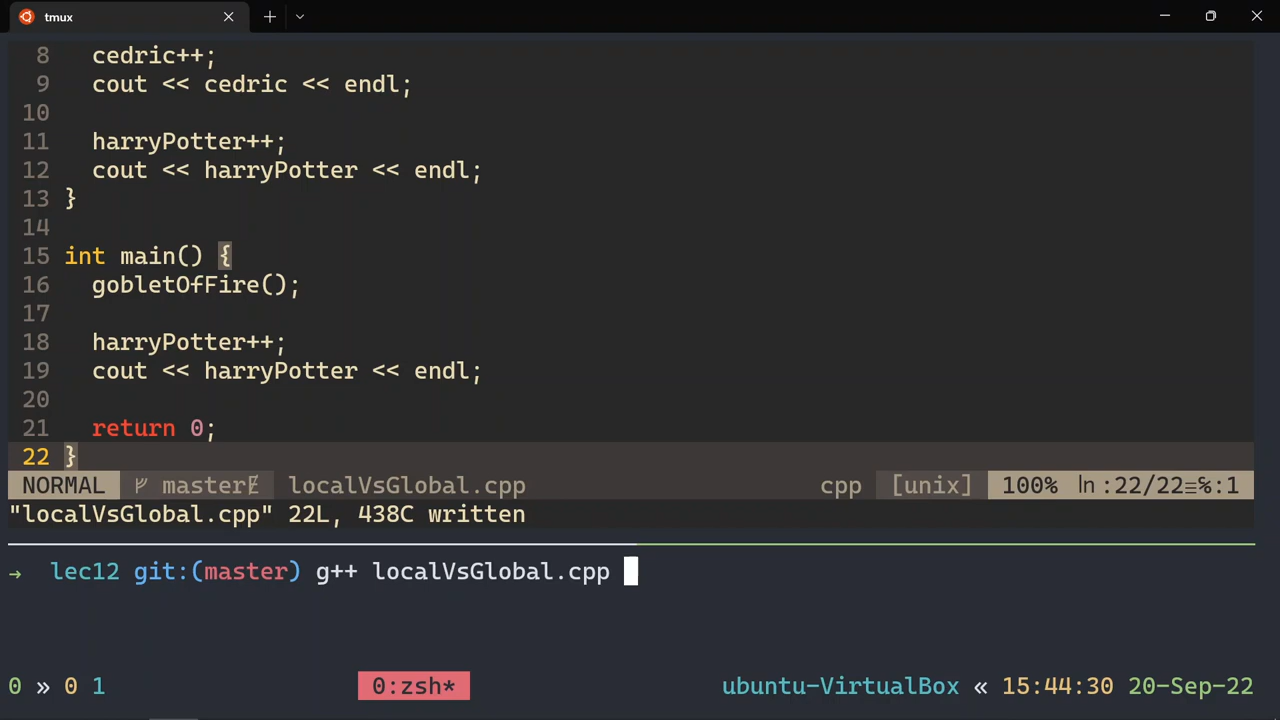 tmux
8 cedric++;
9 cout << cedric << endl;
10
11 harryPotter++;
12 cout << harryPotter << endl;
13 }
14
15 int main() {
16 gobletOfFire();
17
18 harryPotter++;
19 cout << harryPotter << endl;
20
21 return 0;
22 }
NORMAL master localVsGlobal.cpp cpp [unix] 100% ln :22/22≡℅:1
"localVsGlobal.cpp" 22L, 438C written
→ lec12 git:(master) g++ localVsGlobal.cpp
0 » 0 1 0:zsh* ubuntu-VirtualBox « 15:44:30 20-Sep-22